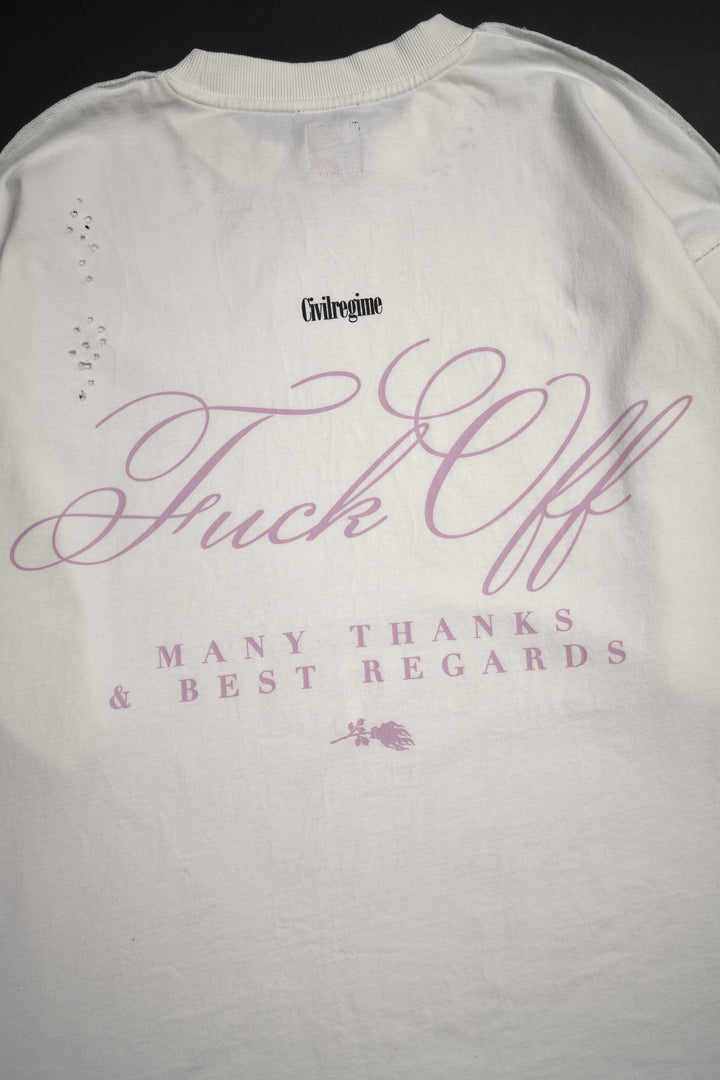 Civilregime
Fuck Off
MANY THANKS
& BEST REGARDS